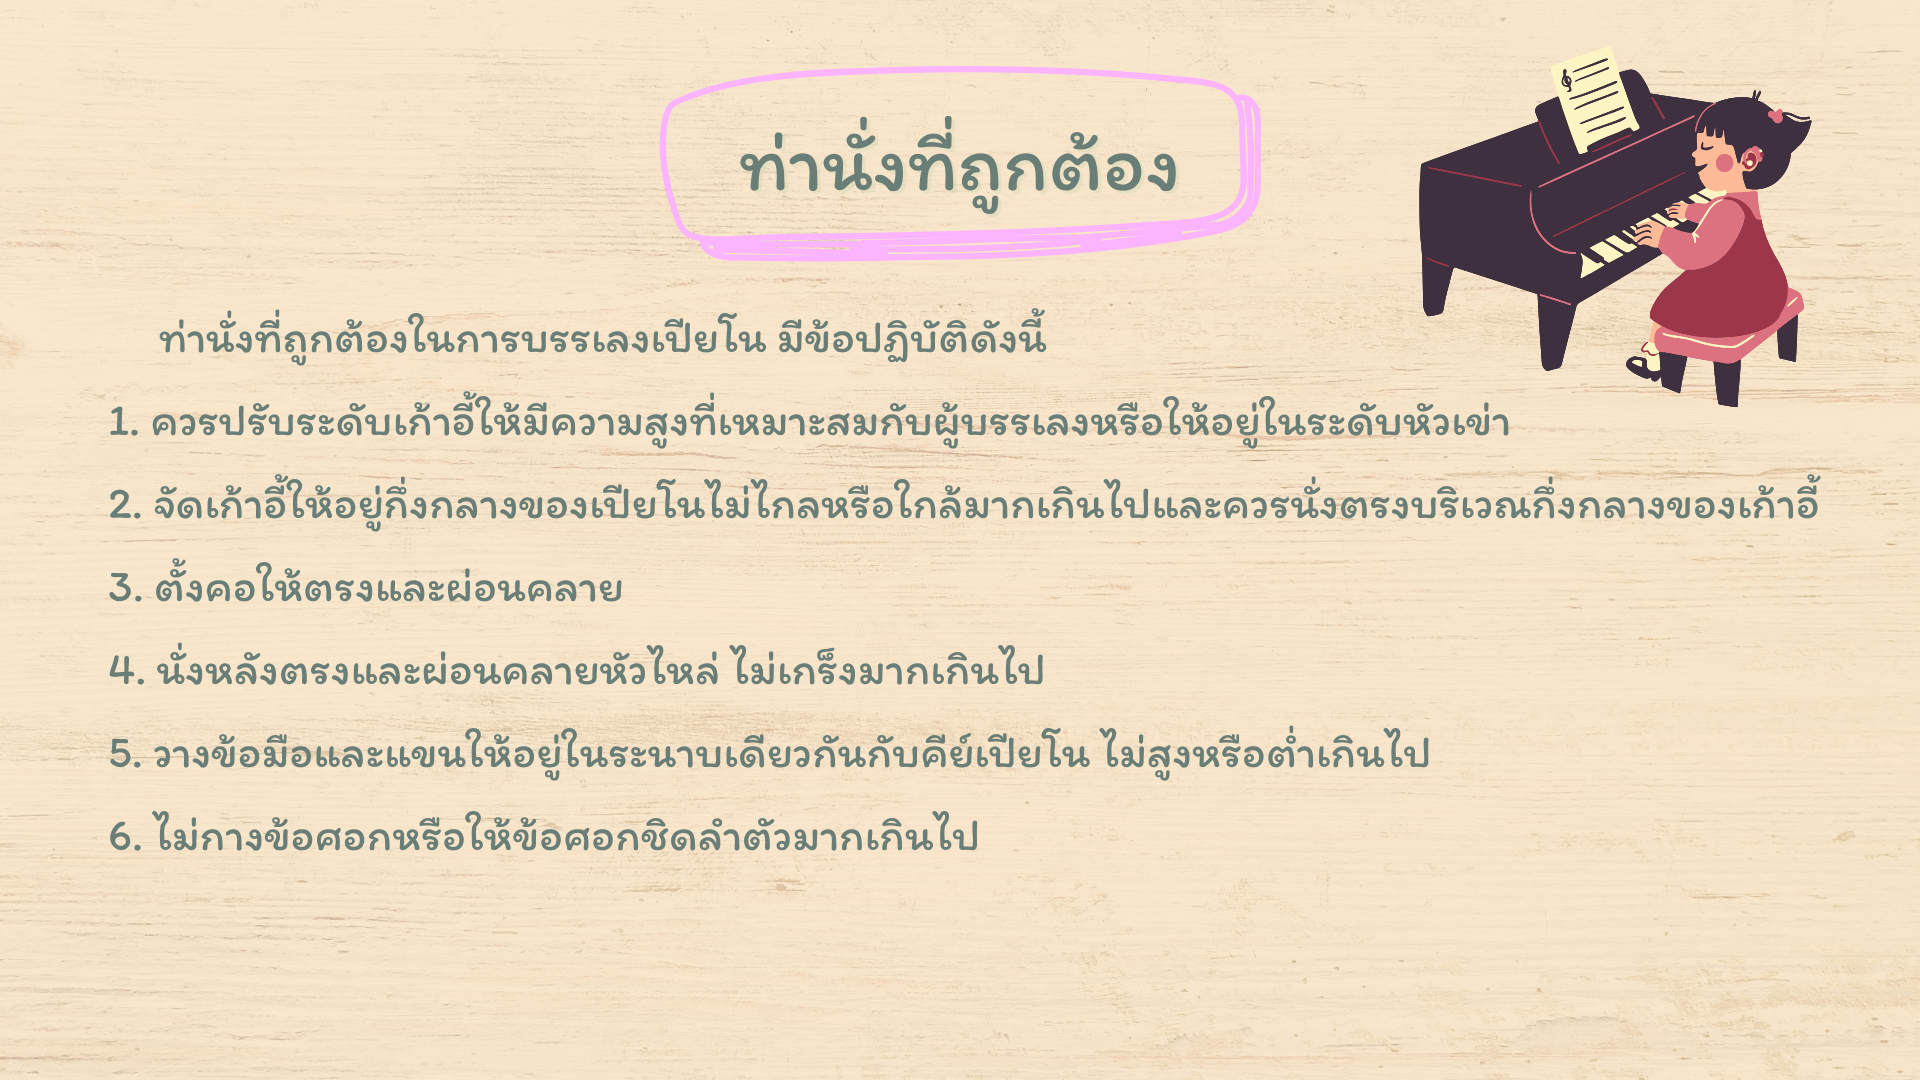 ท่านั่งที่ถูกต้อง
ท่านั่งที่ถูกต้องในการบรรเลงเปียโน มีข้อปฏิบัติดังนี้
1. ควรปรับระดับเก้าอี้ให้มีความสูงที่เหมาะสมกับผู้บรรเลงหรือให้อยู่ในระดับหัวเข่า
2. จัดเก้าอี้ให้อยู่กึ่งกลางของเปียโนไม่ไกลหรือใกล้มากเกินไปและควรนั่งตรงบริเวณกึ่งกลางของเก้าอี้
3. ตั้งคอให้ตรงและผ่อนคลาย
4. นั่งหลังตรงและผ่อนคลายหัวไหล่ ไม่เกร็งมากเกินไป
5. วางข้อมือและแขนให้อยู่ในระนาบเดียวกันกับคีย์เปียโน ไม่สูงหรือต่ำเกินไป
6. ไม่กางข้อศอกหรือให้ข้อศอกชิดลำตัวมากเกินไป